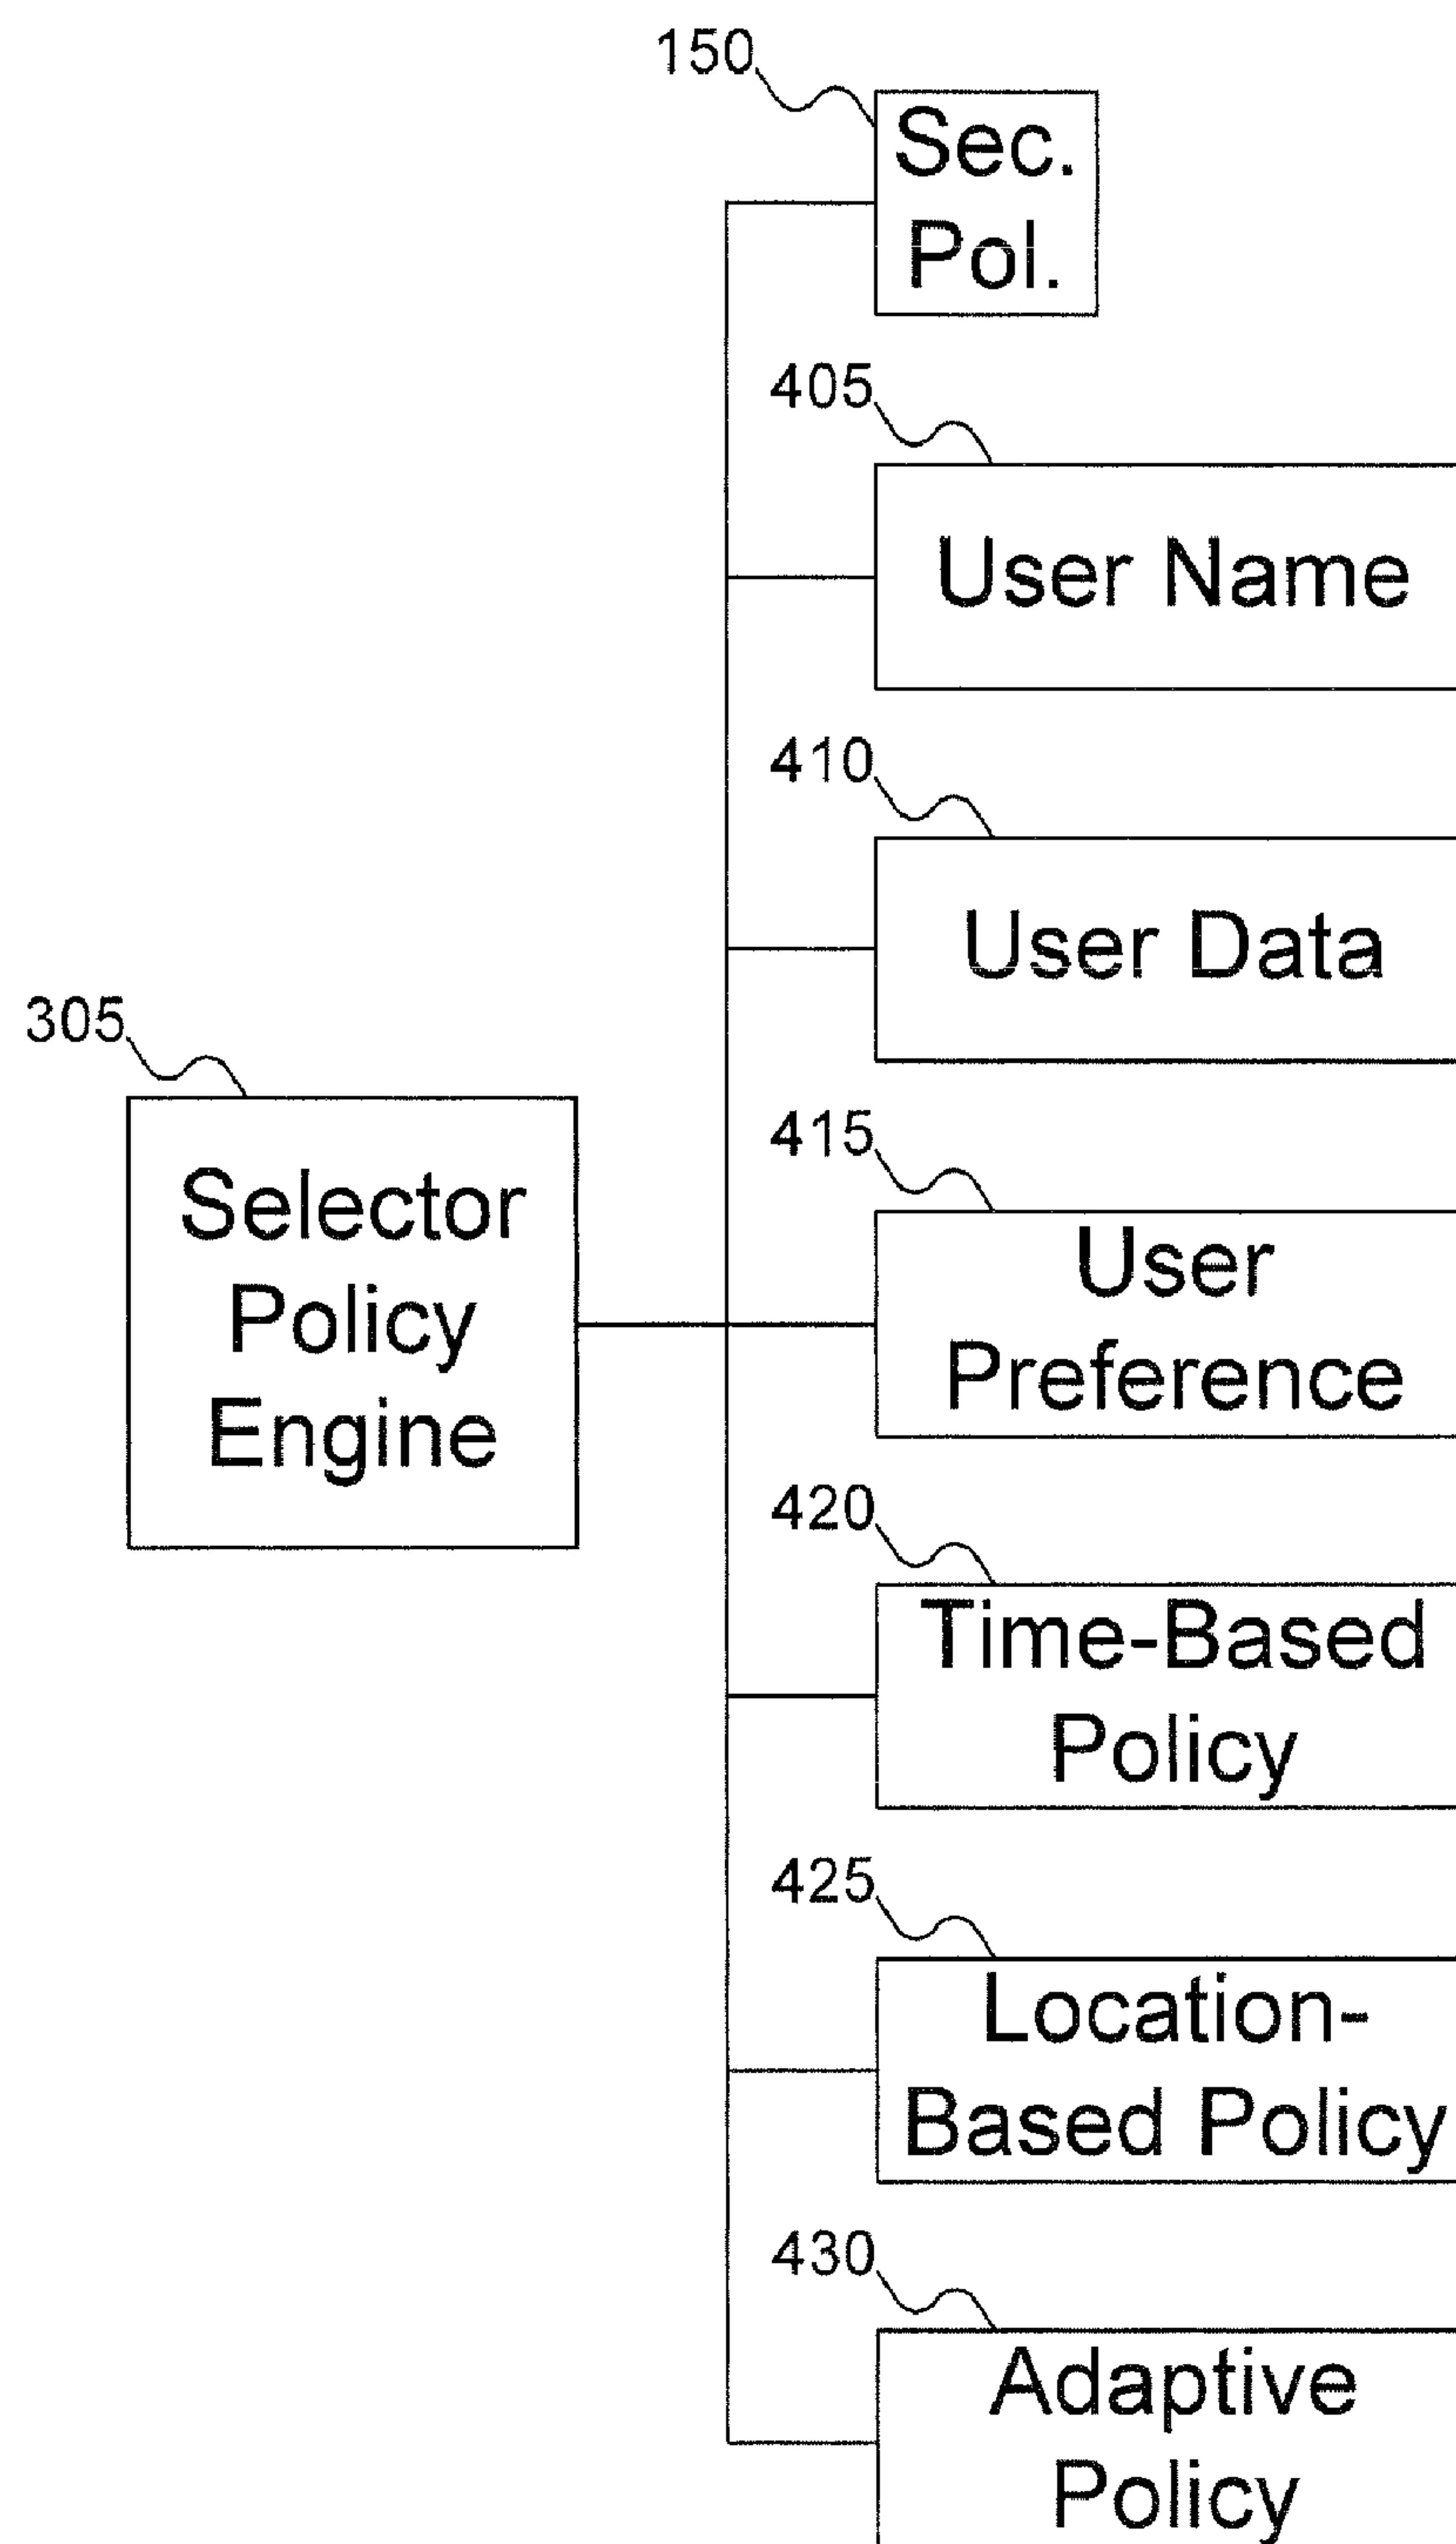 150
Sec.
Pol.
405
User Name
410
User Data
305
Selector
Policy
Engine
415
User
Preference
420
Time-Based
Policy
425
Location-
Based Policy
430
Adaptive
Policy